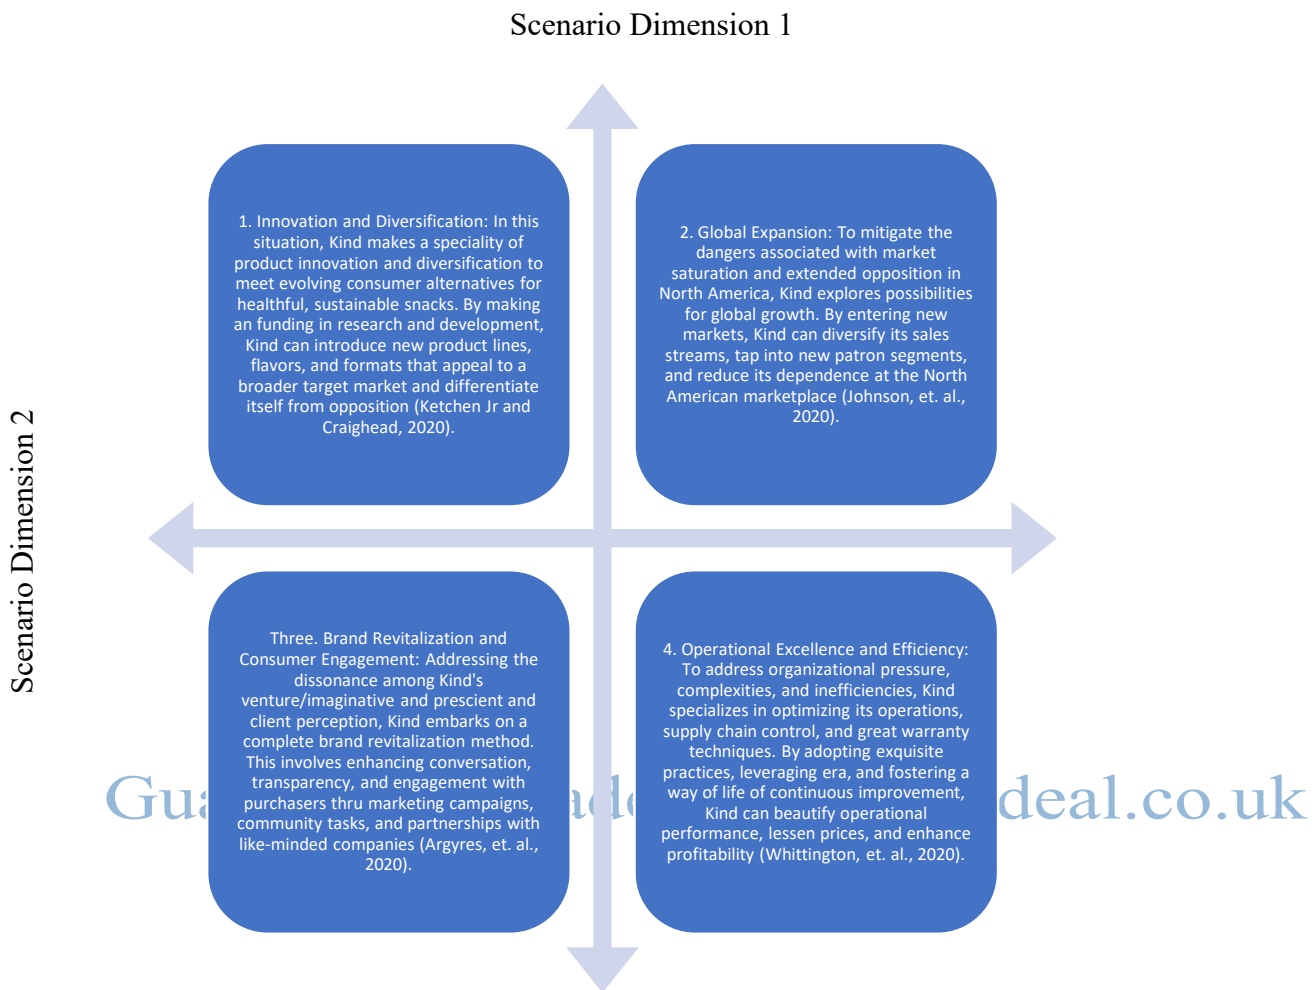 Scenario Dimension 1
1. Innovation and Diversification: In this
situation, Kind makes a speciality of
product innovation and diversification to
meet evolving consumer alternatives for
healthful, sustainable snacks. By making
an funding in research and development,
Kind can introduce new product lines,
flavors, and formats that appeal to a
broader target market and differentiate
itself from opposition (Ketchen Jr and
Craighead, 2020).
2. Global Expansion: To mitigate the
dangers associated with market
saturation and extended opposition in
North America, Kind explores possibilities
for global growth. By entering new
markets, Kind can diversify its sales
streams, tap into new patron segments,
and reduce its dependence at the North
American marketplace (Johnson, et. al.,
2020).
Scenario Dimension 2
Three. Brand Revitalization and
Consumer Engagement: Addressing the
dissonance among Kind's
venture/imaginative and prescient and
client perception, Kind embarks on a
complete brand revitalization method.
This involves enhancing conversation,
transparency, and engagement with
purchasers thru marketing campaigns,
community tasks, and partnerships with
like-minded companies (Argyres, et. al.,
2020).
4. Operational Excellence and Efficiency:
To address organizational pressure,
complexities, and inefficiencies, Kind
specializes in optimizing its operations,
supply chain control, and great warranty
techniques. By adopting exquisite
practices, leveraging era, and fostering a
way of life of continuous improvement,
Kind can beautify operational
performance, lessen prices, and enhance
profitability (Whittington, et. al., 2020).
deal.co.uk